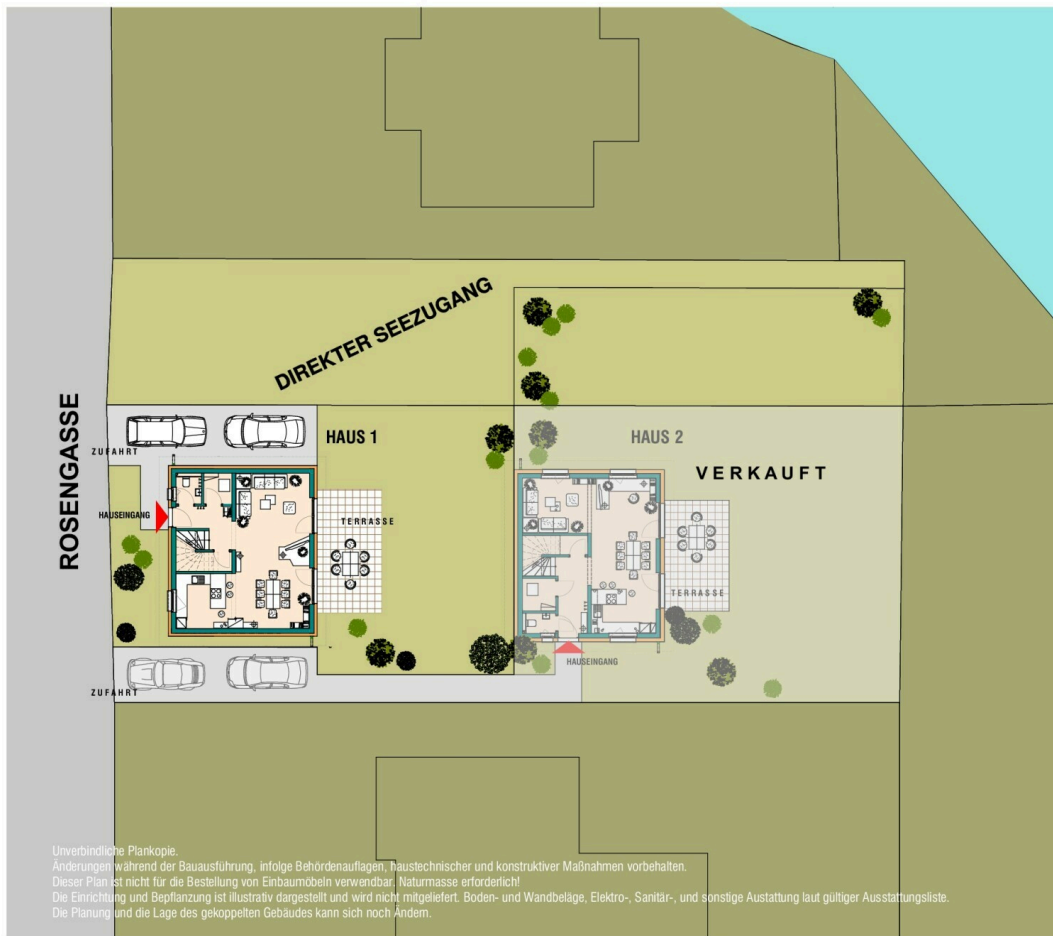 DIREKTER SEEZUGANG
ROSENGASSE
HAUS 1
HAUS 2
ZUFAHRT
VERKAUFT
HAUSEINGANG
TERRASSE
TERRASSE
HAUSEINGANG
ZUFAHRT
Unverbindliche Plankopie.
Änderungen während der Bauausführung, infolge Behördenauflagen, haustechnischer und konstruktiver Maßnahmen vorbehalten.
Dieser Plan ist nicht für die Bestellung von Einbaumöbeln verwendbar, Naturmasse erforderlich!
Die Einrichtung und Bepflanzung ist illustrativ dargestellt und wird nicht mitgeliefert. Boden- und Wandbeläge, Elektro-, Sanitär-, und sonstige Austattung laut gültiger Ausstattungsliste.
Die Planung und die Lage des gekoppelten Gebäudes kann sich noch Ändern.